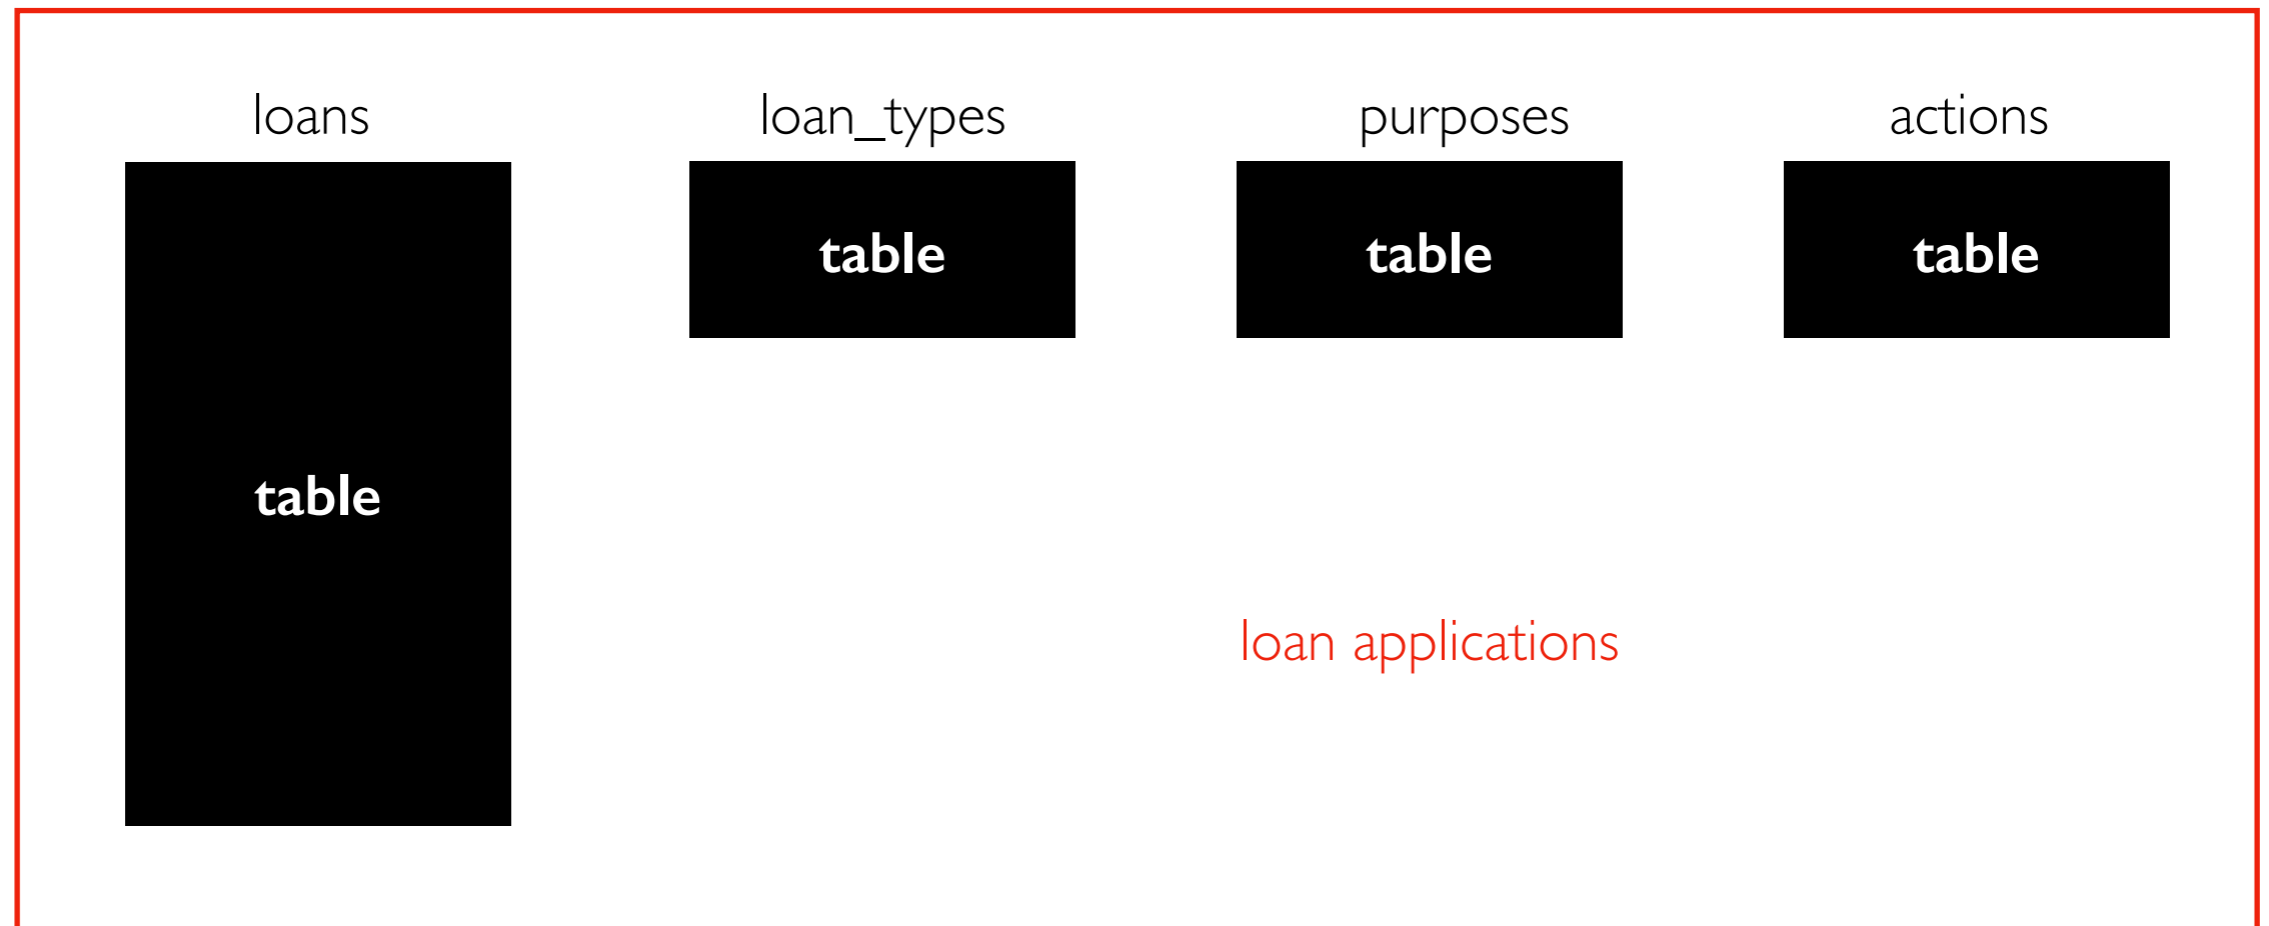 loans
loan_types
purposes
actions
table
table
table
table
loan applications